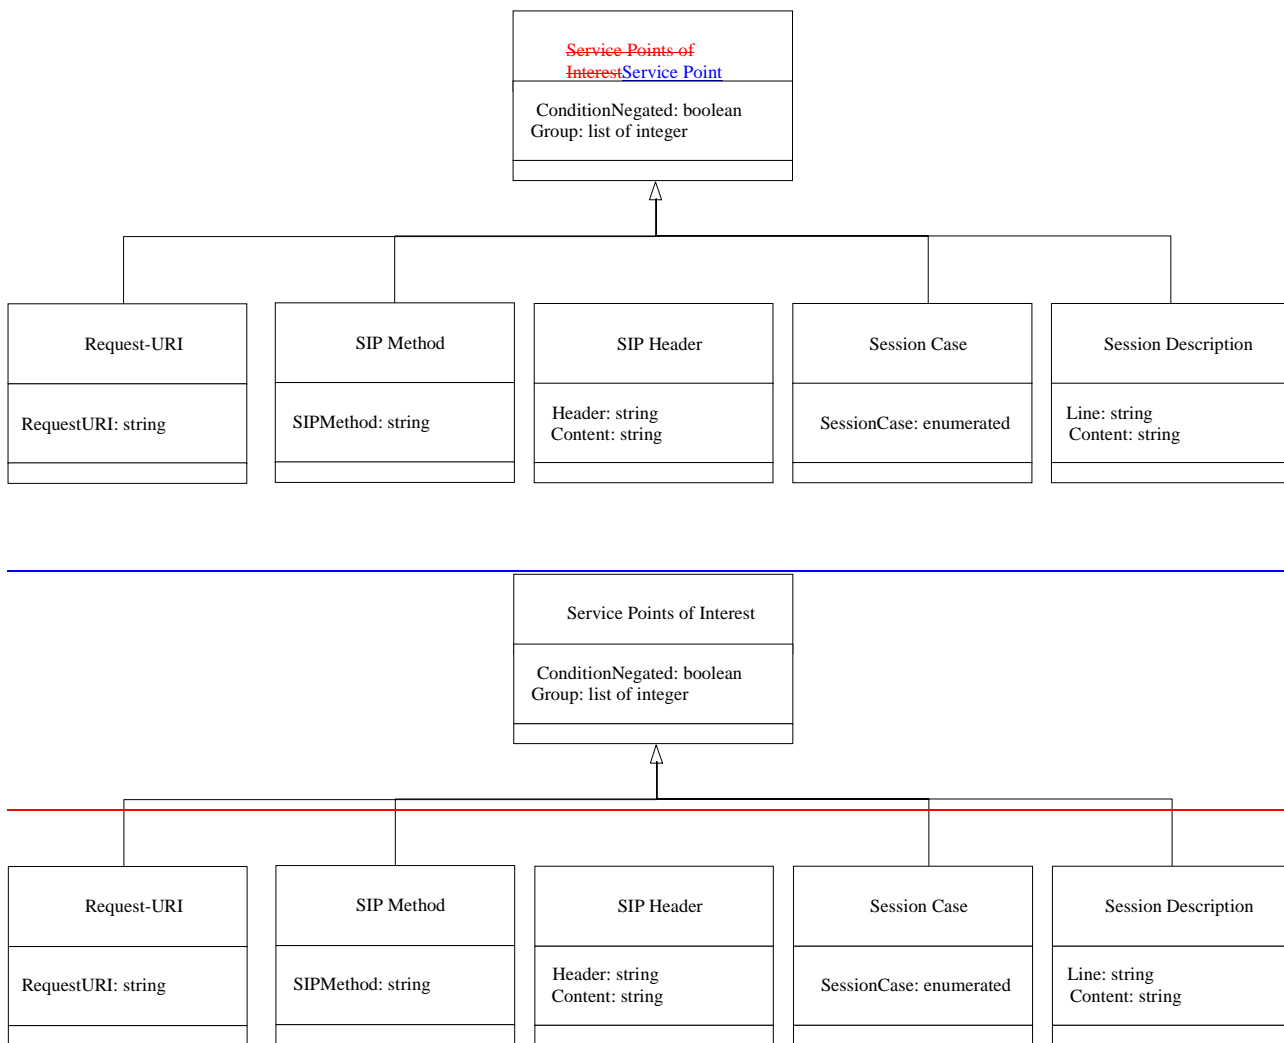 Service Points of
InterestService Point
ConditionNegated: boolean
Group: list of integer
Request-URI
SIP Method
SIP Header
Session Case
Session Description
RequestURI: string
SIPMethod: string
Header: string
Content: string
SessionCase: enumerated
Line: string
Content: string
Service Points of Interest
ConditionNegated: boolean
Group: list of integer
Request-URI
SIP Method
SIP Header
Session Case
Session Description
RequestURI: string
SIPMethod: string
Header: string
Content: string
SessionCase: enumerated
Line: string
Content: string